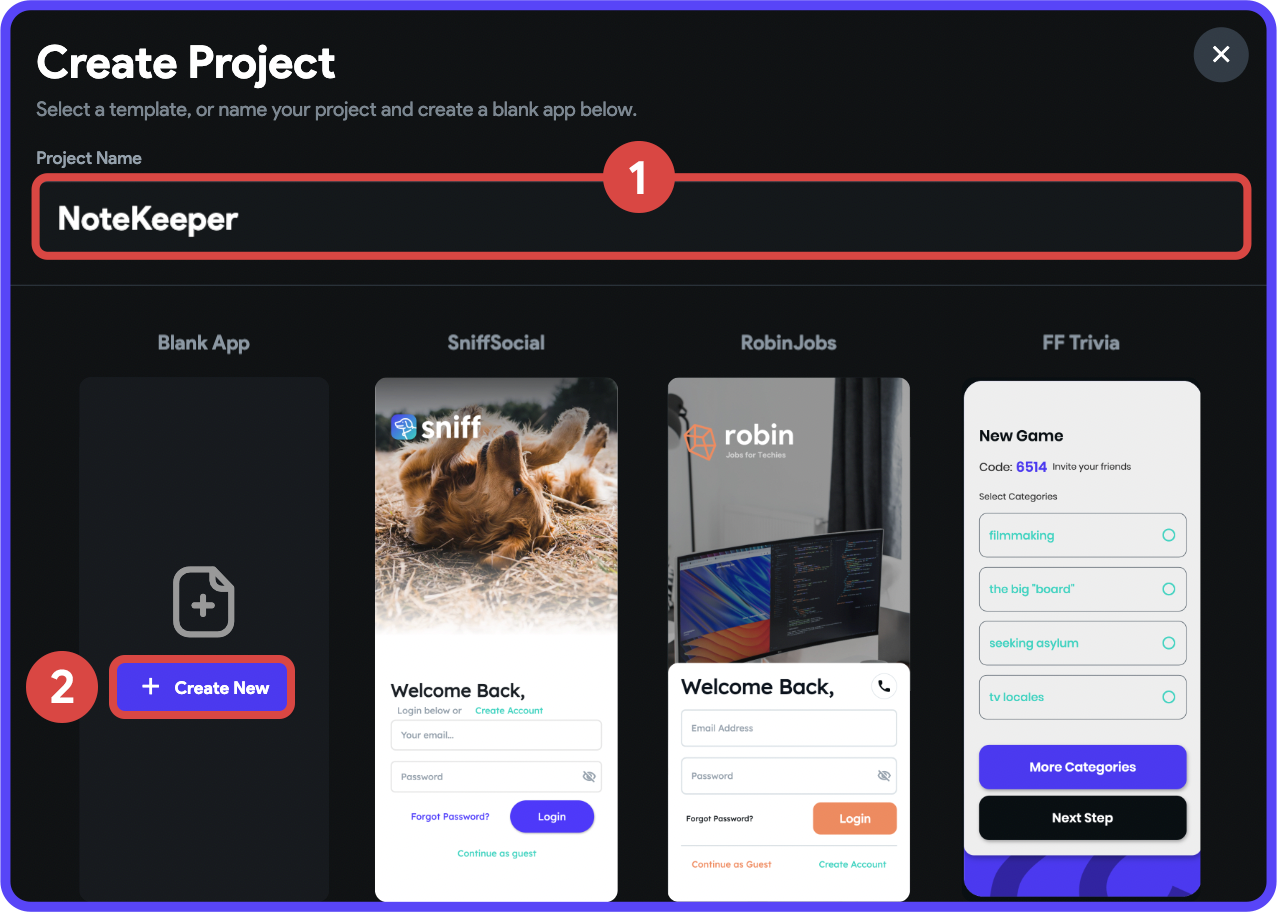 Create Project
Select a template, or name your project and create a blank app below.
Project Name
1
NoteKeeper
Blank App
SniffSocial
RobinJobs
FF Trivia
2
+ Create New
sniff
Welcome Back,
Login below or Create Account
Your email...
Password
Forgot Password?
Login
Continue as guest
robin
Jobs for Techies
Welcome Back,
Email Address
Password
Forgot Password?
Login
Continue as Guest
Create Account
New Game
Code: 6514 Invite your friends
Select Categories
filmmaking
the big "board"
seeking asylum
tv locales
More Categories
Next Step